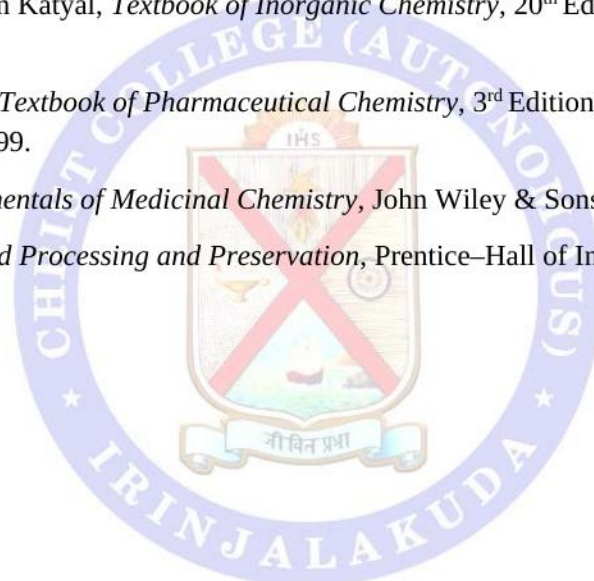 n Katyal, Textbook of Inorganic Chemistry, 20th Ed
Textbook of Pharmaceutical Chemistry, 3rd Edition
99.
entals of Medicinal Chemistry, John Wiley & Sons
d Processing and Preservation, Prentice–Hall of In
CHRIST COLLEGE (AUTONOMOUS)
IHS
जीवित प्रभा
★ IRINJALAKUDA ★